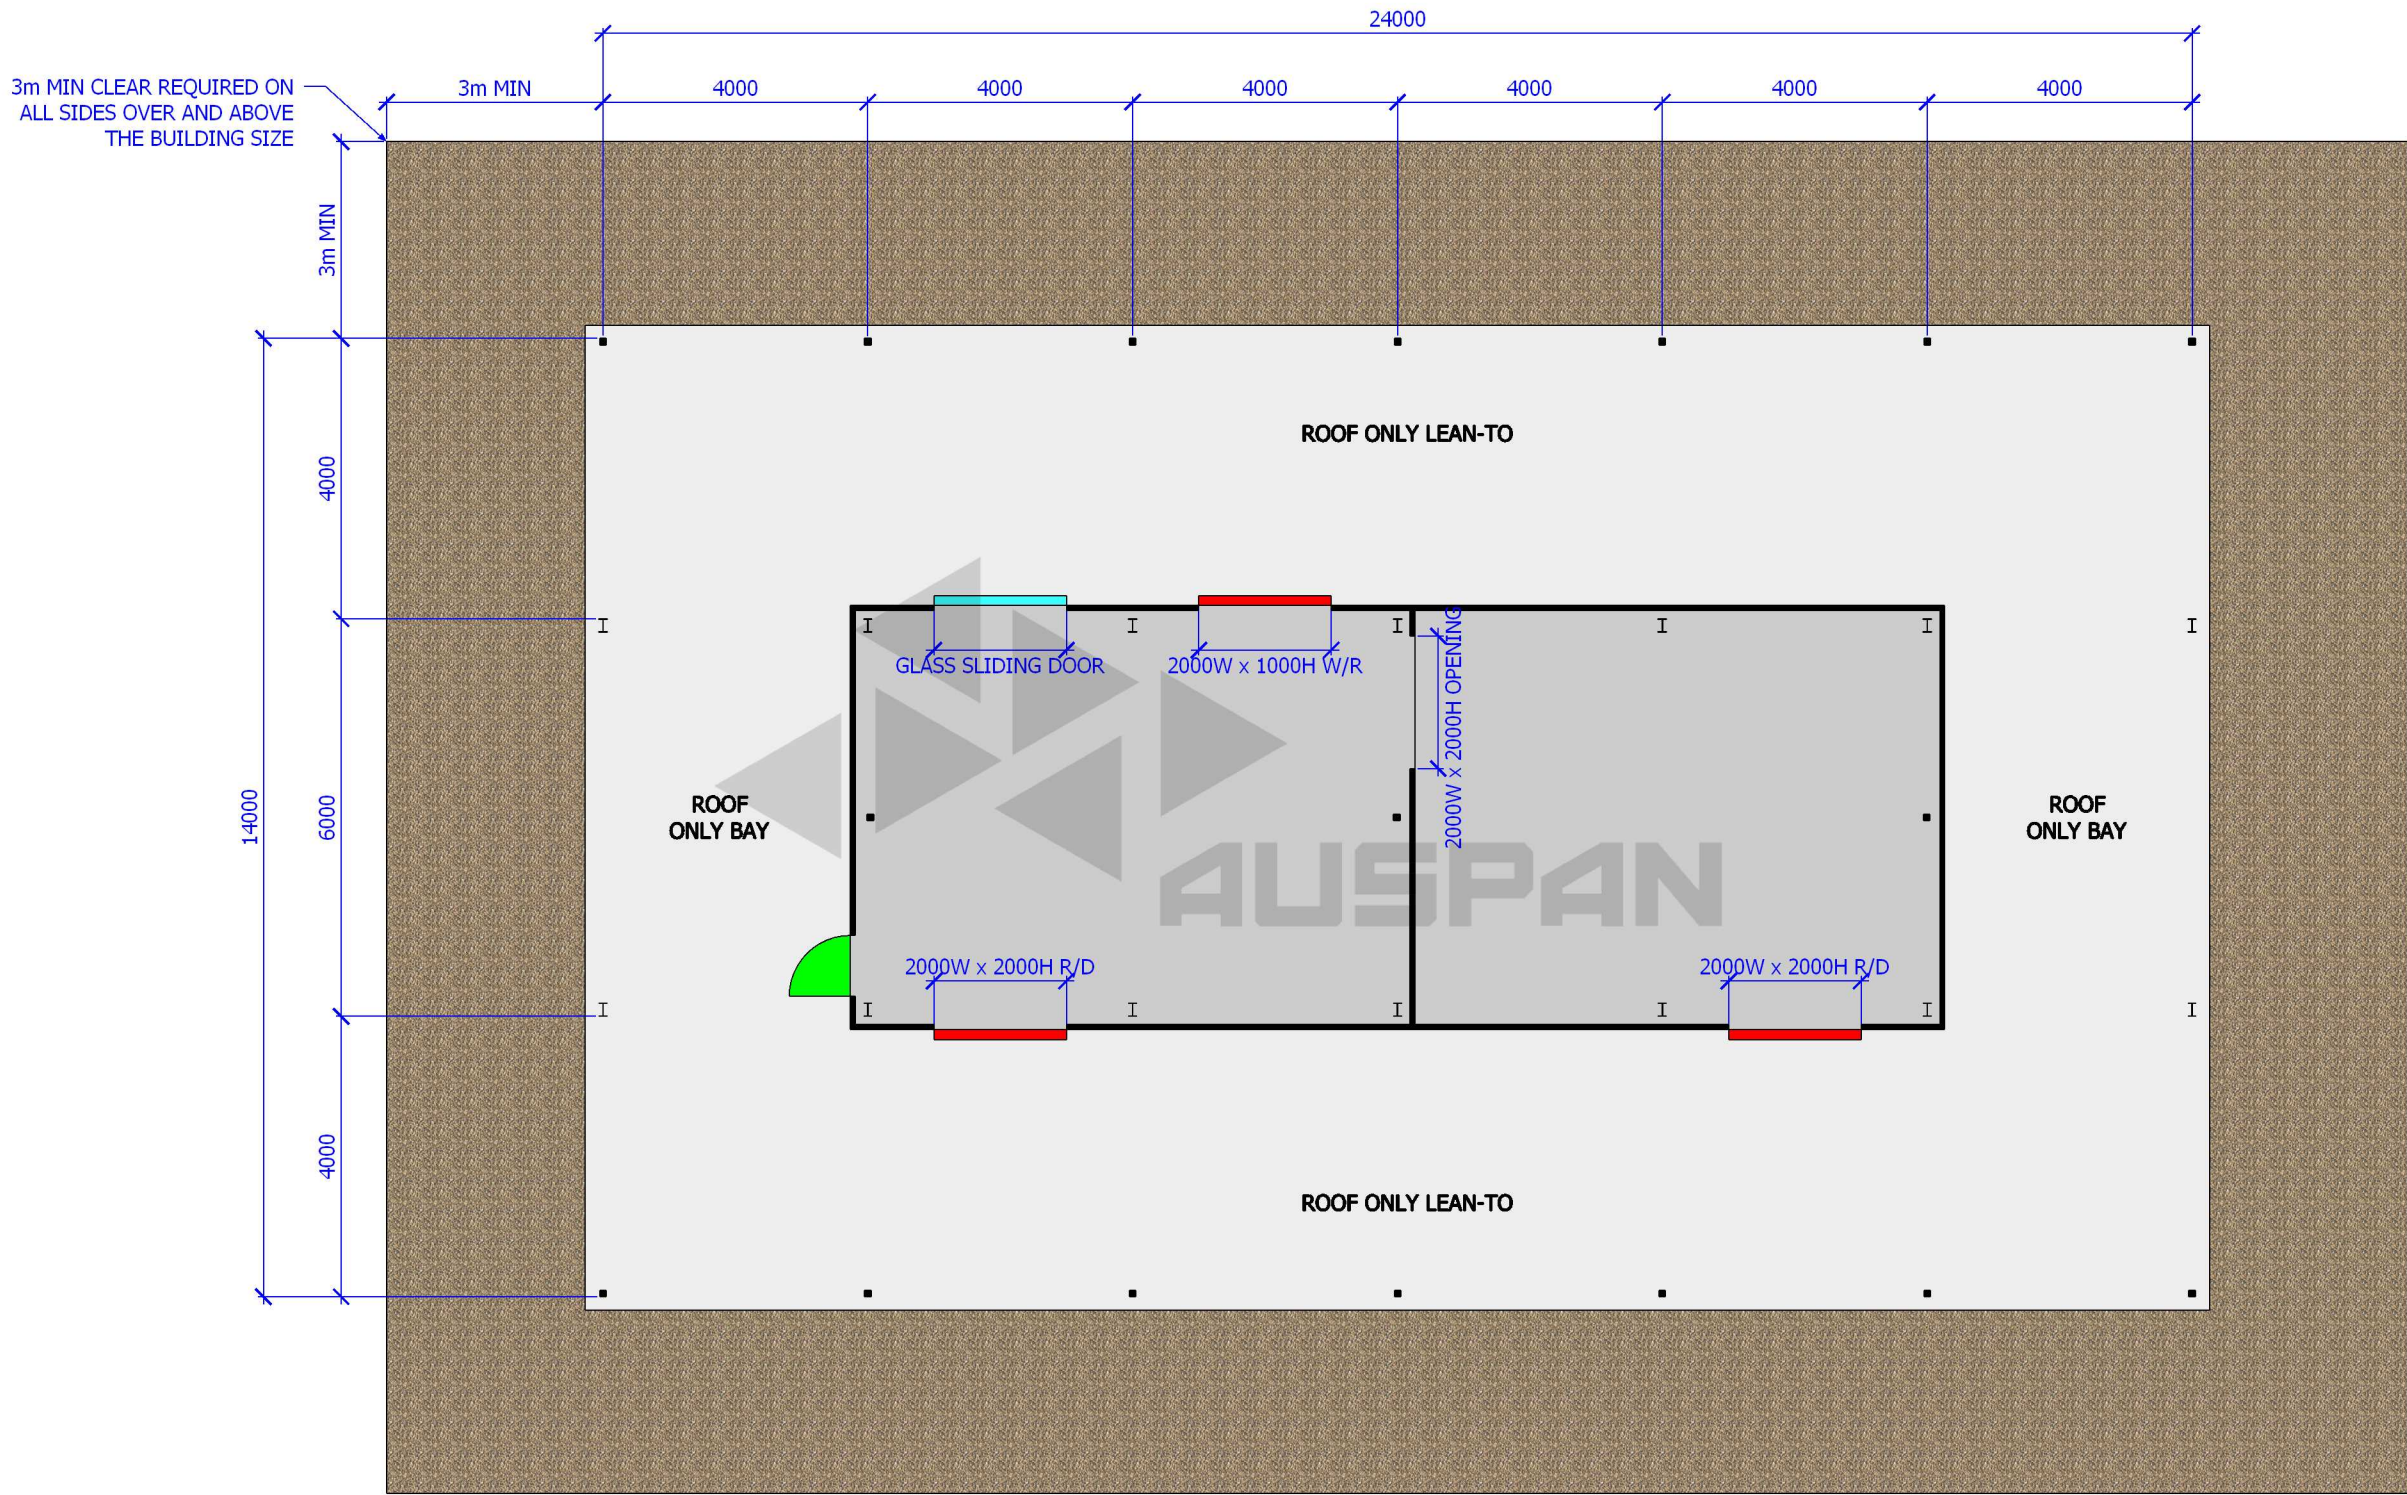 24000
3m MIN CLEAR REQUIRED ON
ALL SIDES OVER AND ABOVE
THE BUILDING SIZE
3m MIN
4000
4000
4000
4000
4000
4000
3m MIN
4000
6000
4000
14000
ROOF ONLY LEAN-TO
GLASS SLIDING DOOR
2000W x 1000H W/R
2000W x 2000H OPENING
ROOF
ONLY BAY
ROOF
ONLY BAY
AUSPAN
2000W x 2000H R/D
2000W x 2000H R/D
ROOF ONLY LEAN-TO